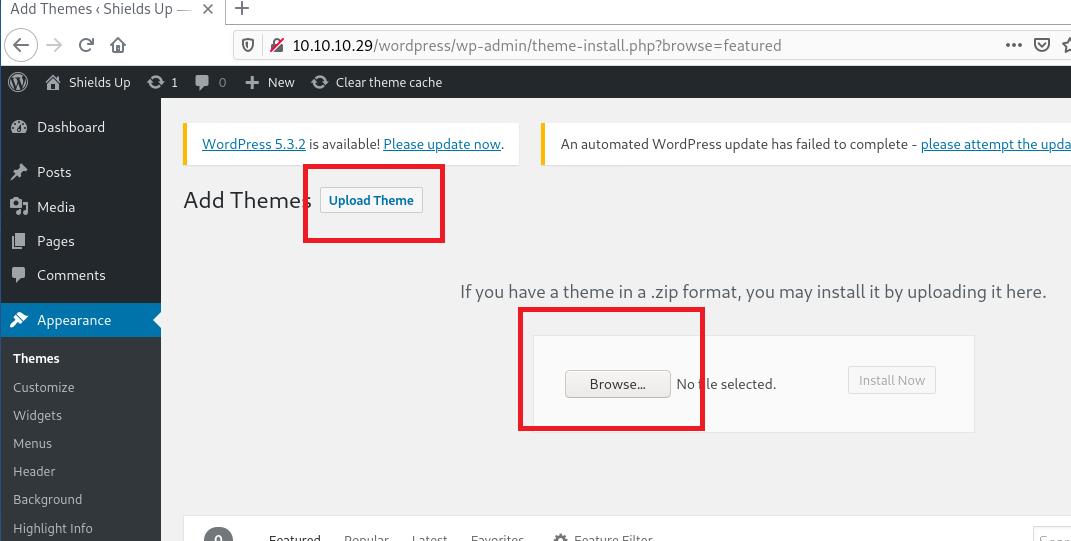 Add Themes ‹ Shields Up —
10.10.10.29/wordpress/wp-admin/theme-install.php?browse=featured
Shields Up 1 0 New Clear theme cache
Dashboard
Posts
Media
Pages
Comments
Appearance
Themes
Customize
Widgets
Menus
Header
Background
Highlight Info
WordPress 5.3.2 is available! Please update now.
An automated WordPress update has failed to complete - please attempt the upda
Add Themes Upload Theme
If you have a theme in a .zip format, you may install it by uploading it here.
Browse... No file selected. Install Now
0 Featured Popular Latest Favorites Feature Filter Searc